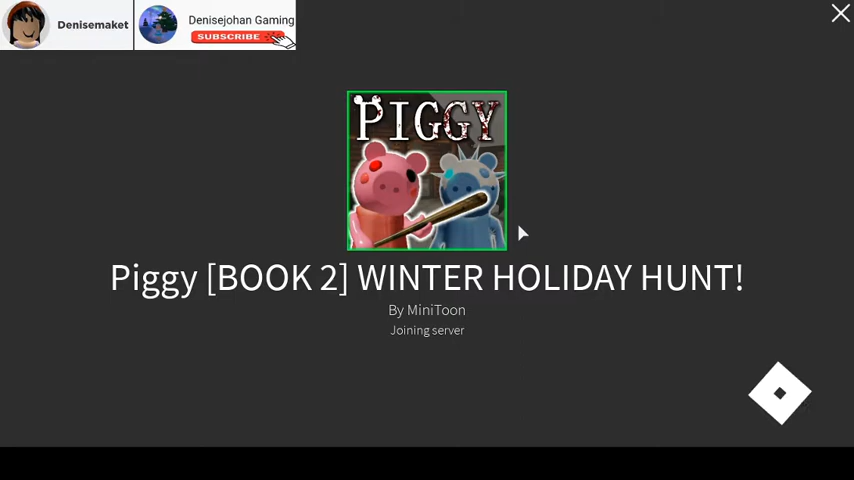 Denisemaket
Denisejohan Gaming
SUBSCRIBE
PIGGY
Piggy [BOOK 2] WINTER HOLIDAY HUNT!
By MiniToon
Joining server